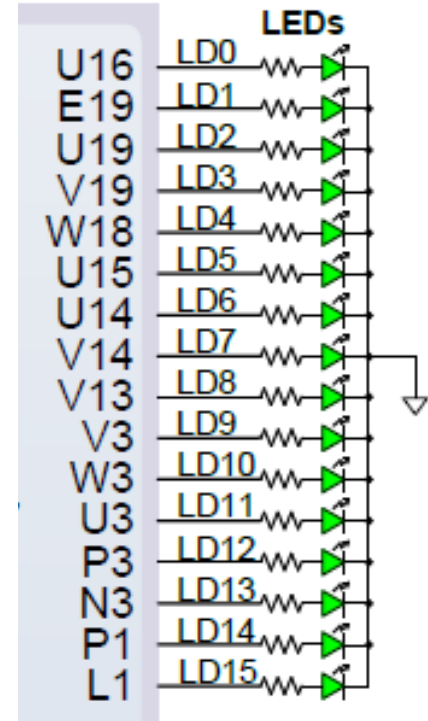 LEDs
U16 LD0
E19 LD1
U19 LD2
V19 LD3
W18 LD4
U15 LD5
U14 LD6
V14 LD7
V13 LD8
V3 LD9
W3 LD10
U3 LD11
P3 LD12
N3 LD13
P1 LD14
L1 LD15